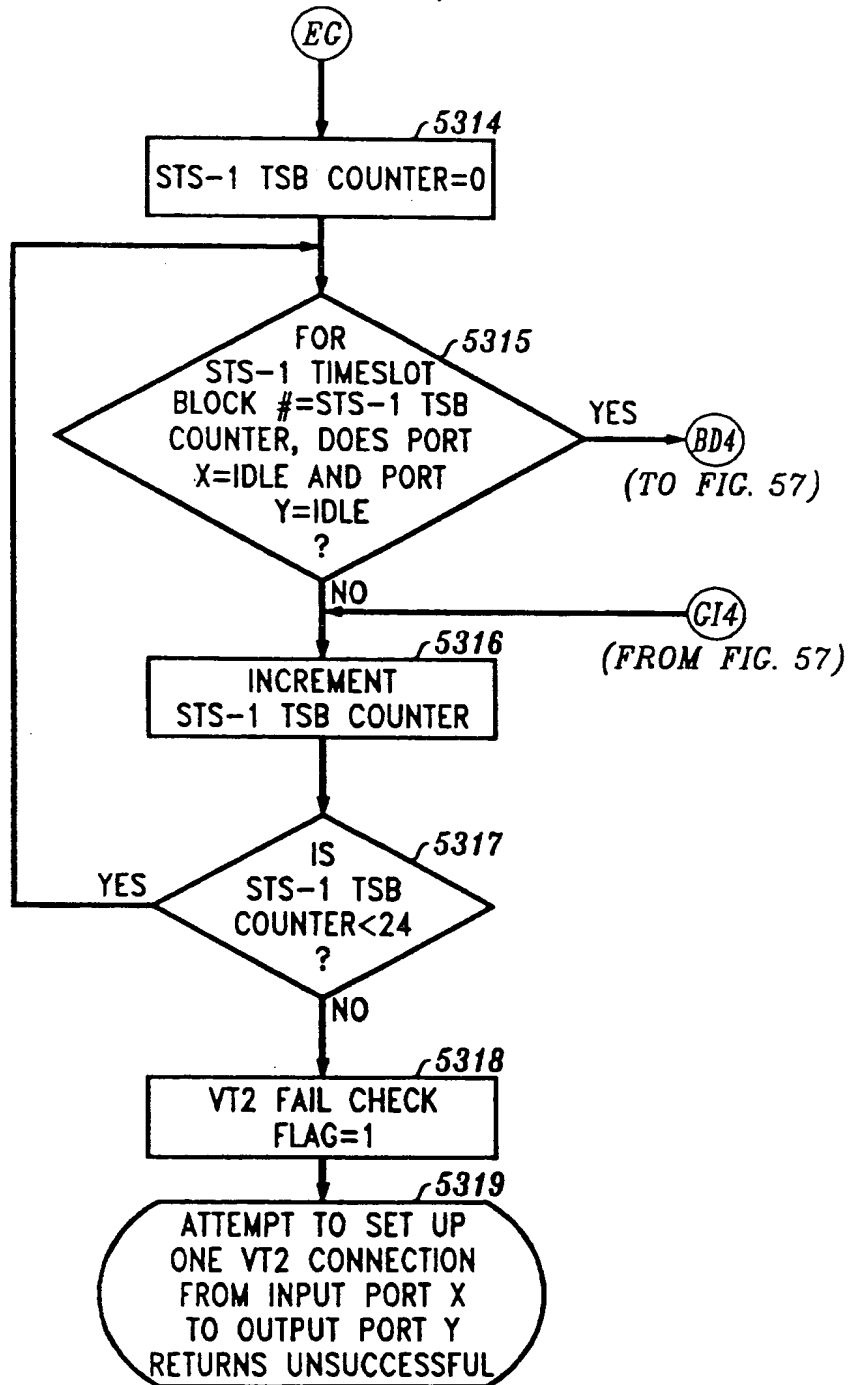 EG
5314
STS-1 TSB COUNTER=0
5315
FOR
STS-1 TIMESLOT
BLOCK #=STS-1 TSB
COUNTER, DOES PORT
X=IDLE AND PORT
Y=IDLE
?
YES
BD4
(TO FIG. 57)
NO
GI4
(FROM FIG. 57)
5316
INCREMENT
STS-1 TSB COUNTER
5317
IS
STS-1 TSB
COUNTER<24
?
YES
NO
5318
VT2 FAIL CHECK
FLAG=1
5319
ATTEMPT TO SET UP
ONE VT2 CONNECTION
FROM INPUT PORT X
TO OUTPUT PORT Y
RETURNS UNSUCCESSFUL